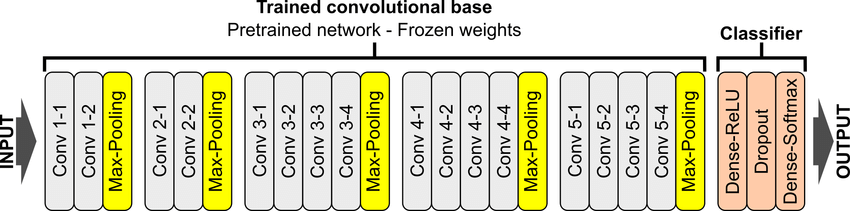 Trained convolutional base
Pretrained network - Frozen weights
Classifier
INPUT
Conv 1-1
Conv 1-2
Max-Pooling
Conv 2-1
Conv 2-2
Max-Pooling
Conv 3-1
Conv 3-2
Conv 3-3
Conv 3-4
Max-Pooling
Conv 4-1
Conv 4-2
Conv 4-3
Conv 4-4
Max-Pooling
Conv 5-1
Conv 5-2
Conv 5-3
Conv 5-4
Max-Pooling
Dense-ReLU
Dropout
Dense-Softmax
OUTPUT